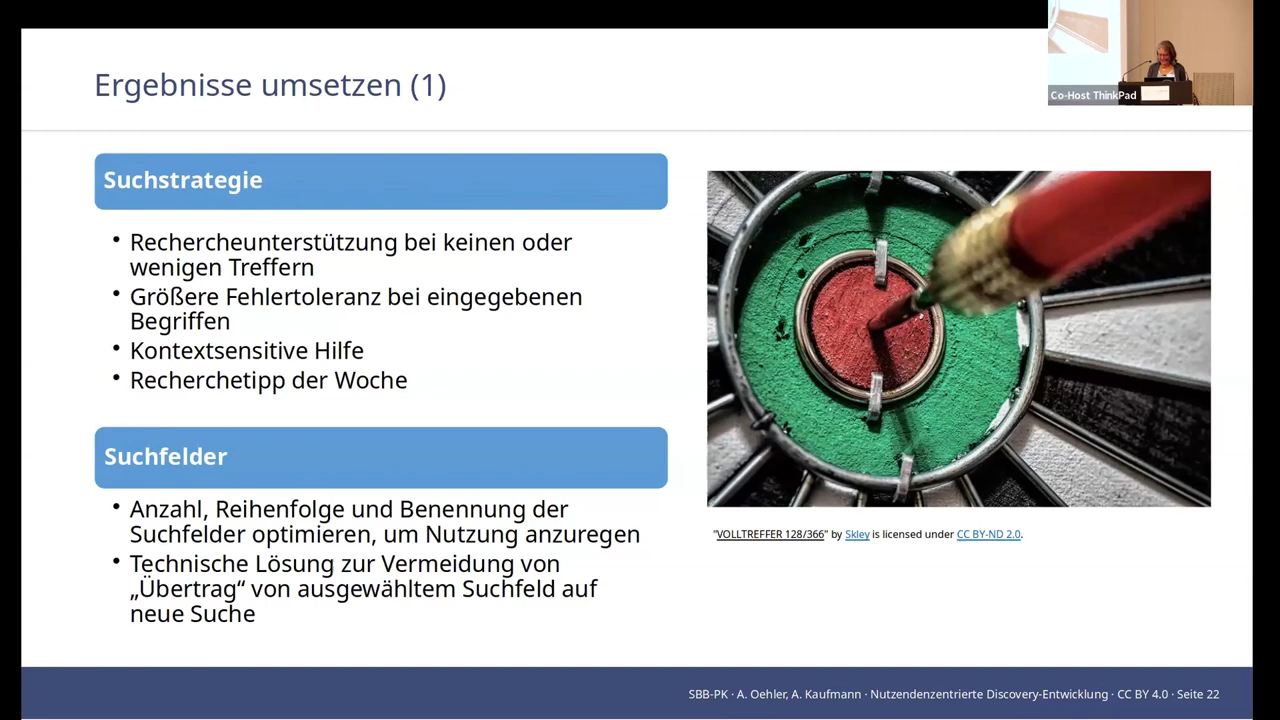 Ergebnisse umsetzen (1)
Co-Host ThinkPad
Suchstrategie
• Rechercheunterstützung bei keinen oder
wenigen Treffern
• Größere Fehlertoleranz bei eingegebenen
Begriffen
• Kontextsensitive Hilfe
• Recherchetipp der Woche
Suchfelder
• Anzahl, Reihenfolge und Benennung der
Suchfelder optimieren, um Nutzung anzuregen
• Technische Lösung zur Vermeidung von
„Übertrag“ von ausgewähltem Suchfeld auf
neue Suche
"VOLLTREFFER 128/366" by Skley is licensed under CC BY-ND 2.0.
SBB-PK · A. Oehler, A. Kaufmann · Nutzendenzentrierte Discovery-Entwicklung · CC BY 4.0 · Seite 22